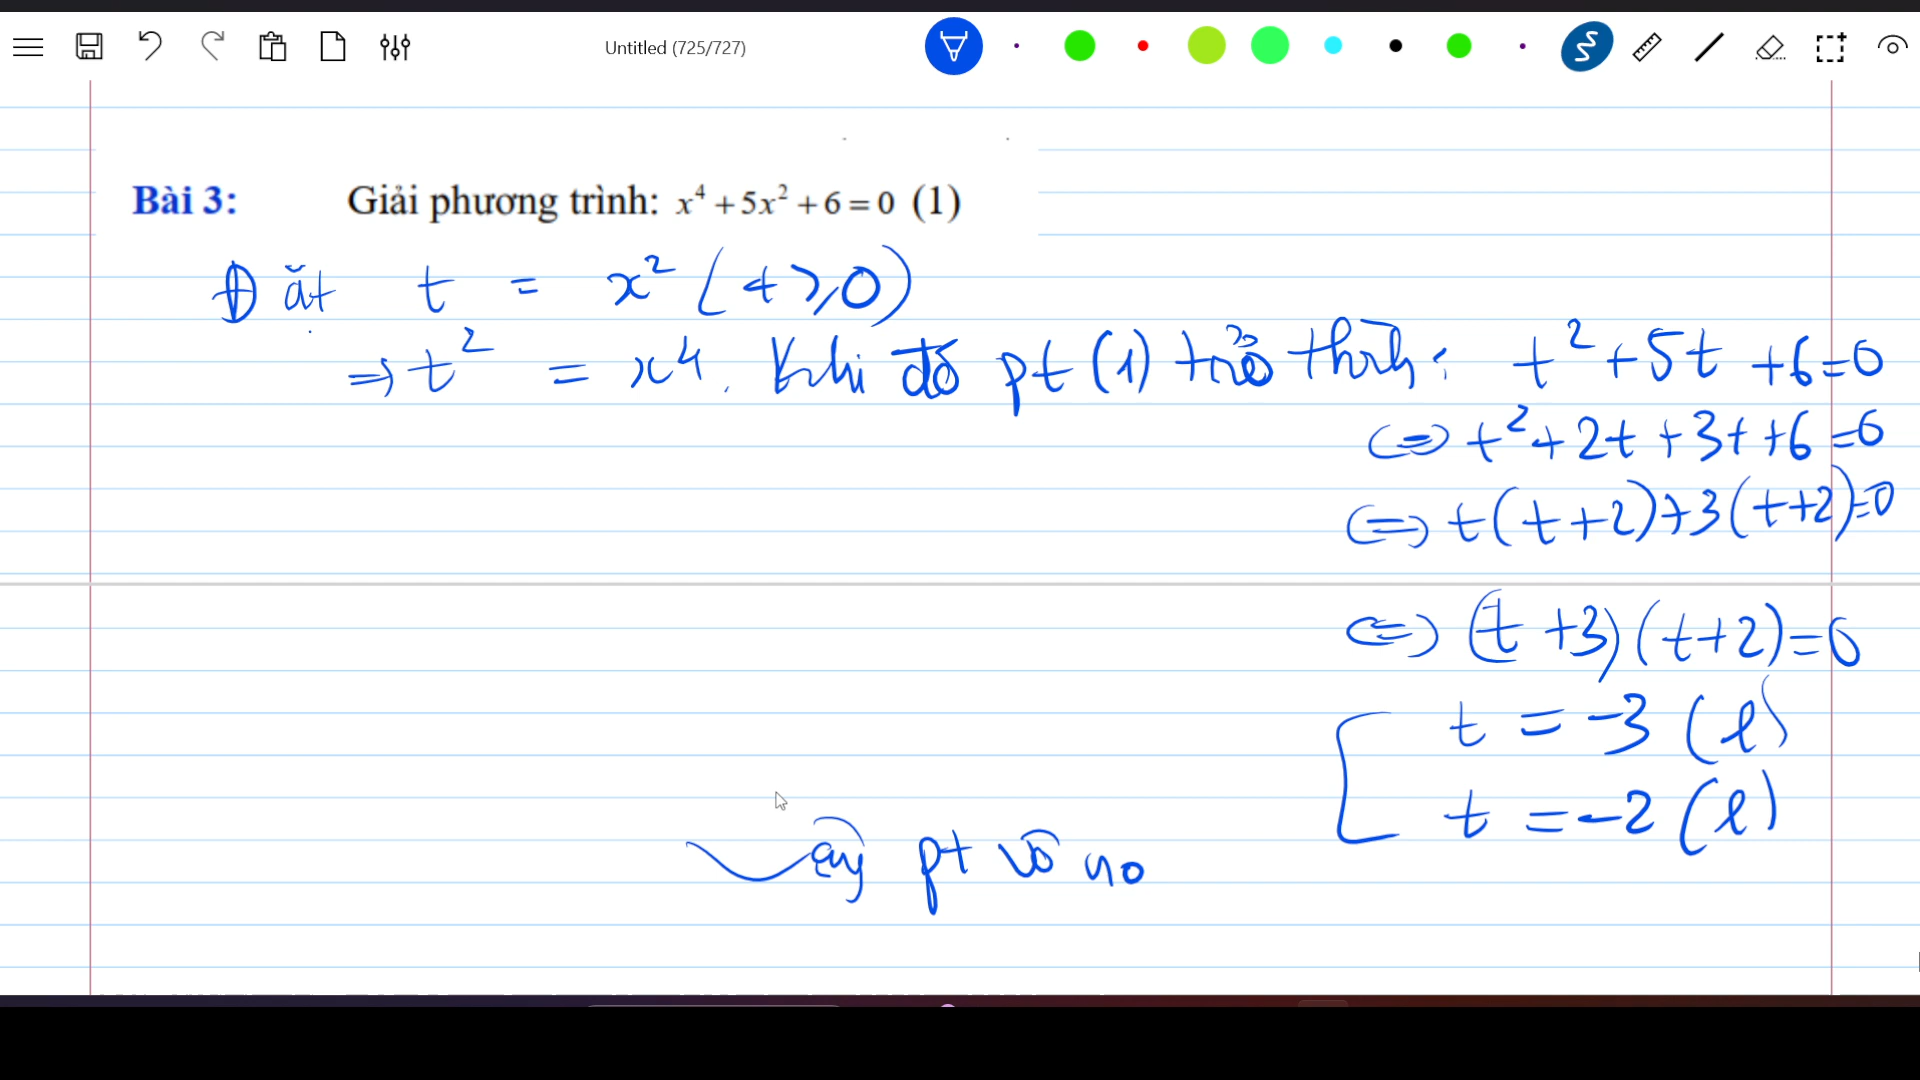 Untitled (725/727)
Bài 3: Giải phương trình: x⁴ + 5x² + 6 = 0 (1)
Đặt t = x² (t ≥ 0)
⇒ t² = x⁴. Khi đó pt (1) trở thành: t² + 5t + 6 = 0
⇔ t² + 2t + 3t + 6 = 0
⇔ t(t+2)+3(t+2)=0
⇔ (t+3)(t+2)=0
t = -3 (l)
t = -2 (l)
Vậy pt vô no